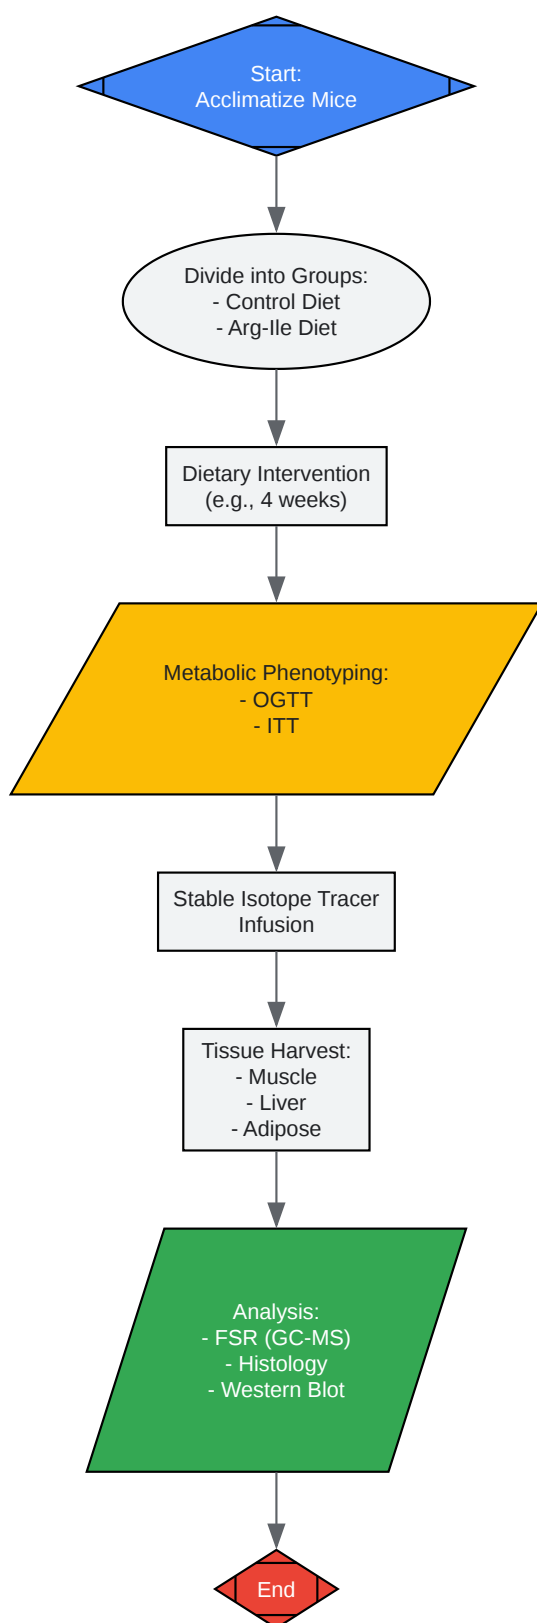 Start:
Acclimatize Mice
Divide into Groups:
- Control Diet
- Arg-Ile Diet
Dietary Intervention
(e.g., 4 weeks)
Metabolic Phenotyping:
- OGTT
- ITT
Stable Isotope Tracer
Infusion
Tissue Harvest:
- Muscle
- Liver
- Adipose
Analysis:
- FSR (GC-MS)
- Histology
- Western Blot
End